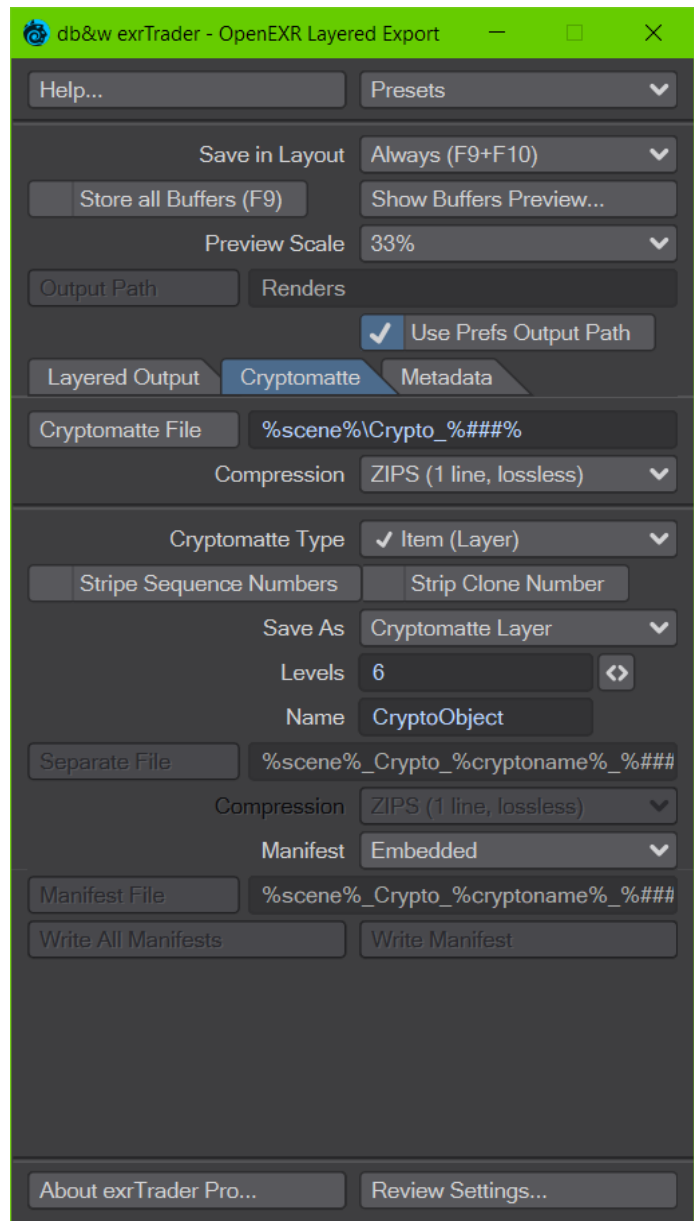 db&w exrTrader - OpenEXR Layered Export
Help... Presets
Save in Layout Always (F9+F10)
Store all Buffers (F9) Show Buffers Preview...
Preview Scale 33%
Output Path Renders
Use Prefs Output Path
Layered Output Cryptomatte Metadata
Cryptomatte File %scene%\Crypto_%###%
Compression ZIPS (1 line, lossless)
Cryptomatte Type Item (Layer)
Stripe Sequence Numbers Strip Clone Number
Save As Cryptomatte Layer
Levels 6
Name CryptoObject
Separate File %scene%_Crypto_%cryptoname%_%###
Compression ZIPS (1 line, lossless)
Manifest Embedded
Manifest File %scene%_Crypto_%cryptoname%_%###
Write All Manifests Write Manifest
About exrTrader Pro... Review Settings...